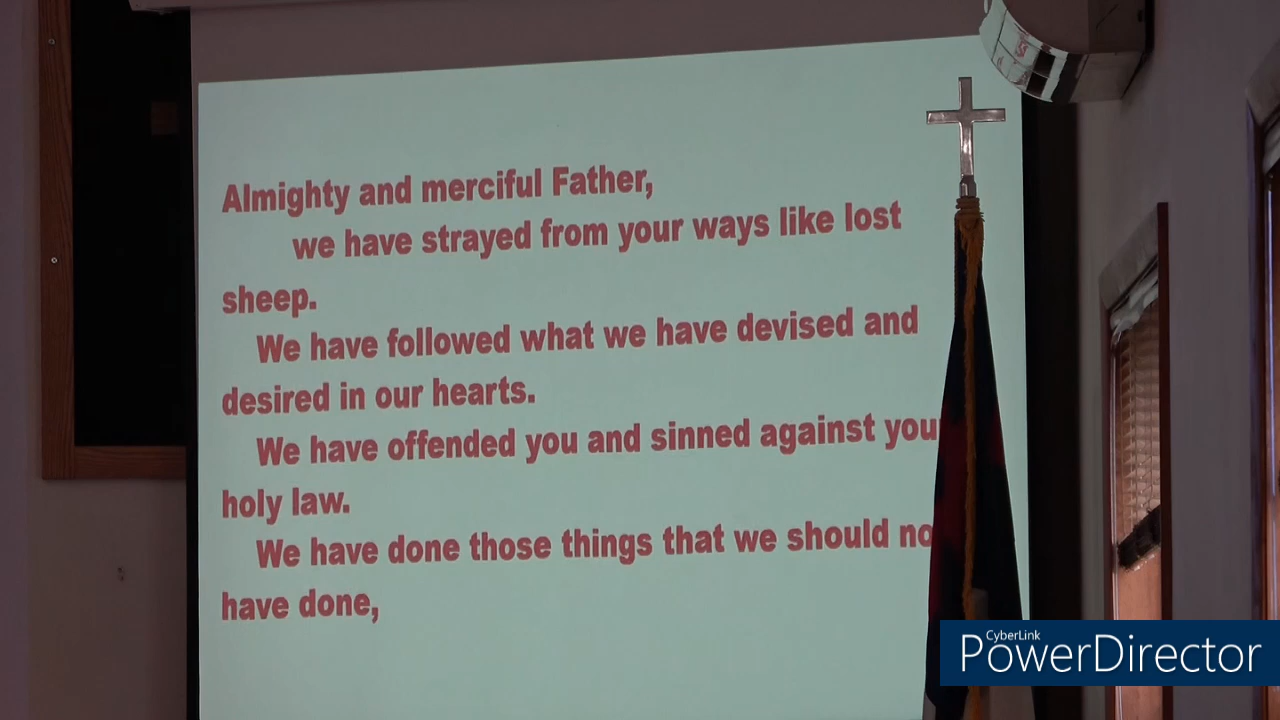 Almighty and merciful Father,
we have strayed from your ways like lost
sheep.
We have followed what we have devised and
desired in our hearts.
We have offended you and sinned against you
holy law.
We have done those things that we should no
have done,
CyberLink
PowerDirector